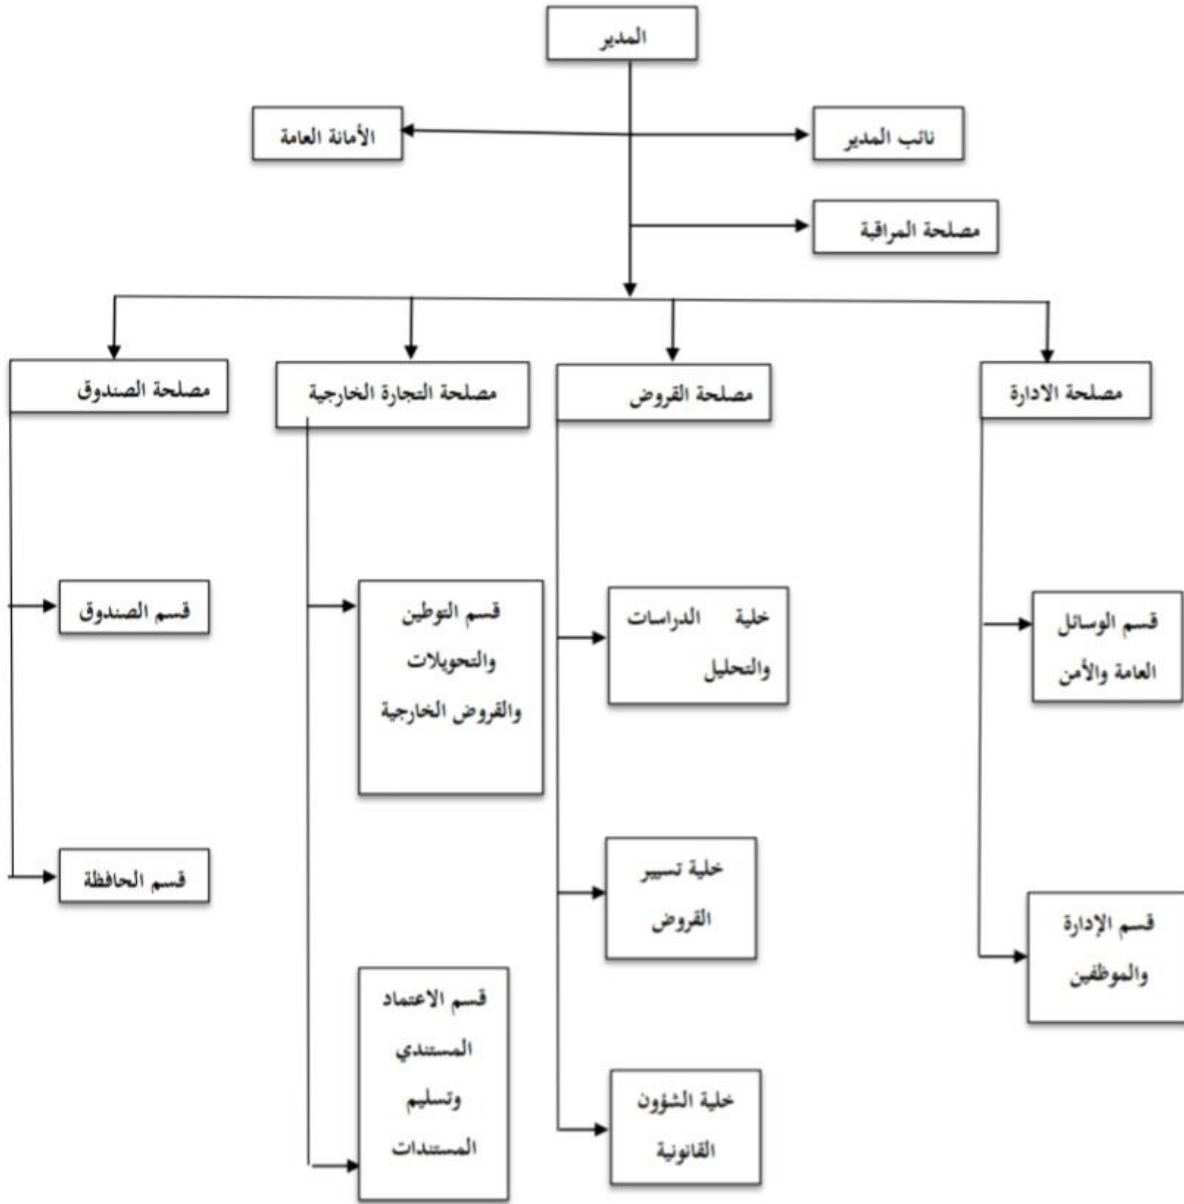 المدير
نائب المدير
الأمانة العامة
مصلحة المراقبة
مصلحة الادارة
مصلحة القروض
مصلحة التجارة الخارجية
مصلحة الصندوق
قسم الوسائل
العامة والأمن
قسم الإدارة
والموظفين
خلية الدراسات
والتحليل
خلية تسيير
القروض
خلية الشؤون
القانونية
قسم التوطين
والتحويلات
والقروض الخارجية
قسم الاعتماد
المستندي
وتسليم
المستندات
قسم الصندوق
قسم الحافظة